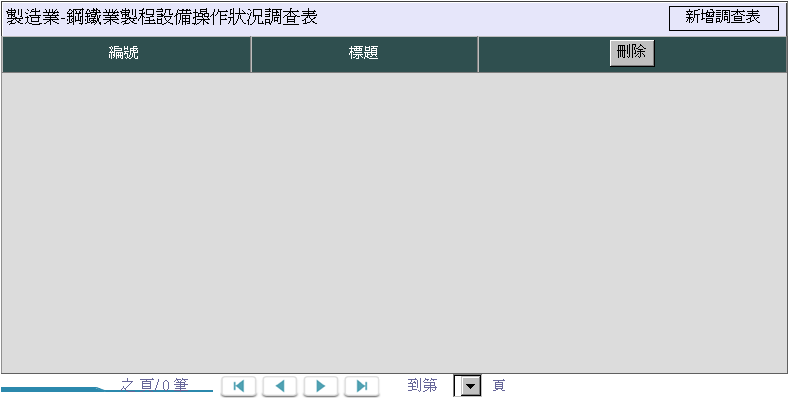 製造業-鋼鐵業製程設備操作狀況調查表
新增調查表
編號 標題 刪除
之 頁/0 筆 到第 頁